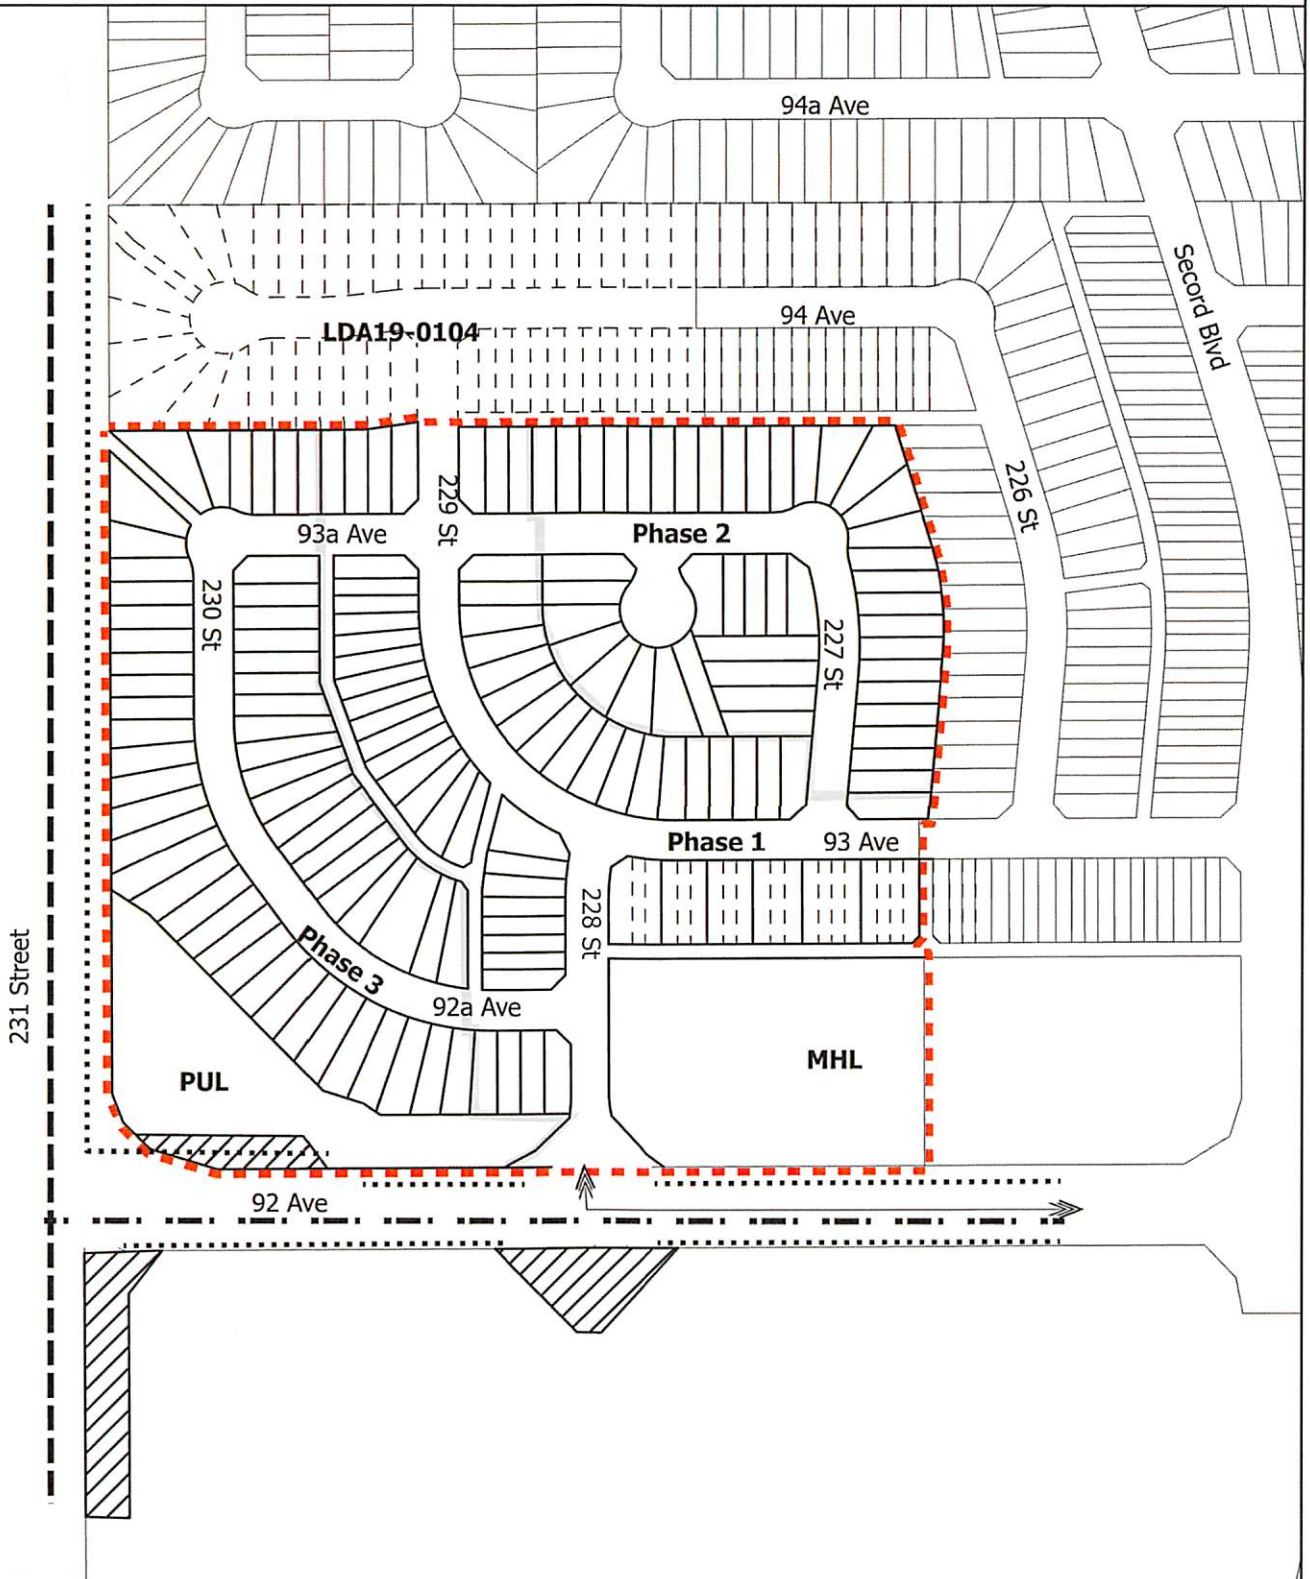 94a Ave
Second Blvd
94 Ave
LDA19-0104
226 St
229 St
93a Ave
Phase 2
230 St
227 St
Phase 1
93 Ave
228 St
Phase 3
92a Ave
231 Street
MHL
PUL
92 Ave